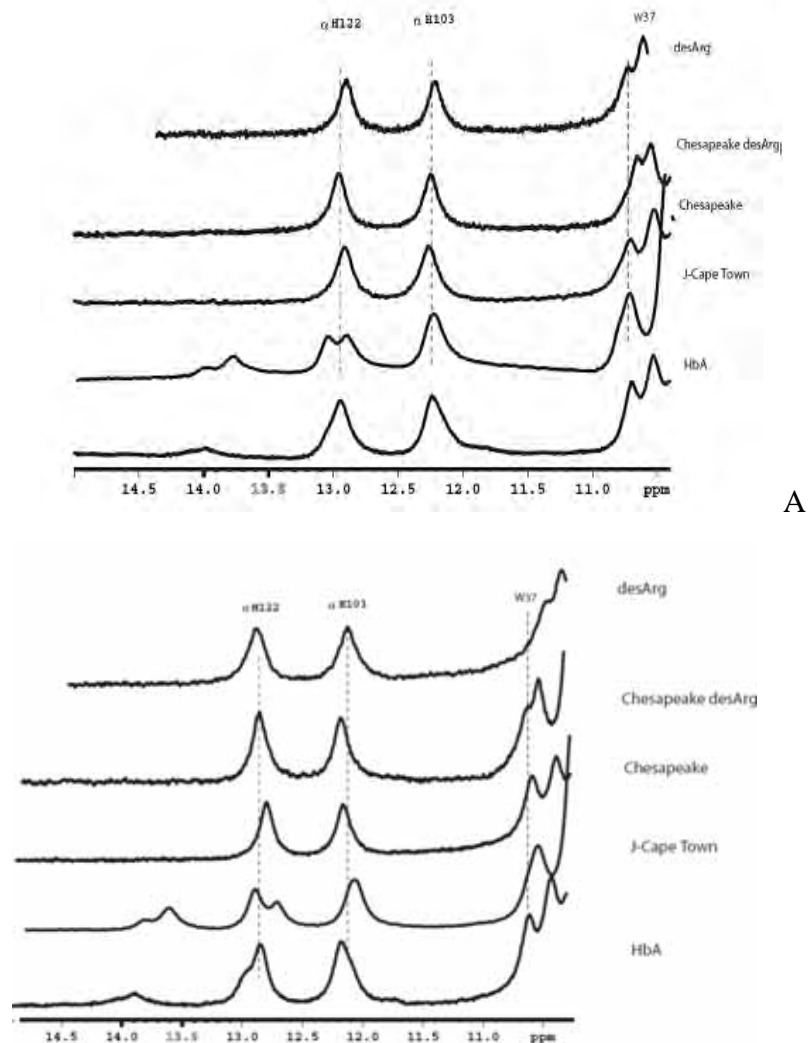 α H122 α H103 W37
desArg
Chesapeake desArg
Chesapeake
J-Cape Town
HbA
14.5 14.0 13.5 13.0 12.5 12.0 11.5 11.0 ppm
A
α H122 α H101 W37
desArg
Chesapeake desArg
Chesapeake
J-Cape Town
HbA
14.5 14.0 13.5 13.0 12.5 12.0 11.5 11.0 ppm